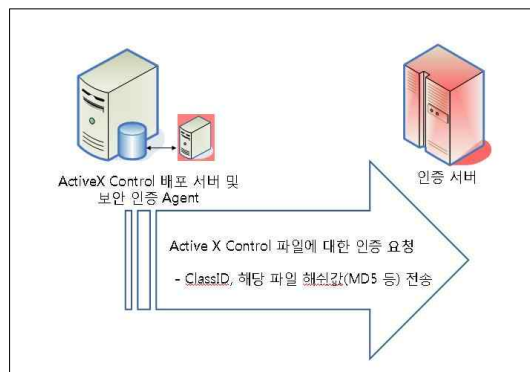 ActiveX Control 배포 서버 및
보안 인증 Agent
인증 서버
Active X Control 파일에 대한 인증 요청
- ClassID, 해당 파일 해쉬값(MD5 등) 전송